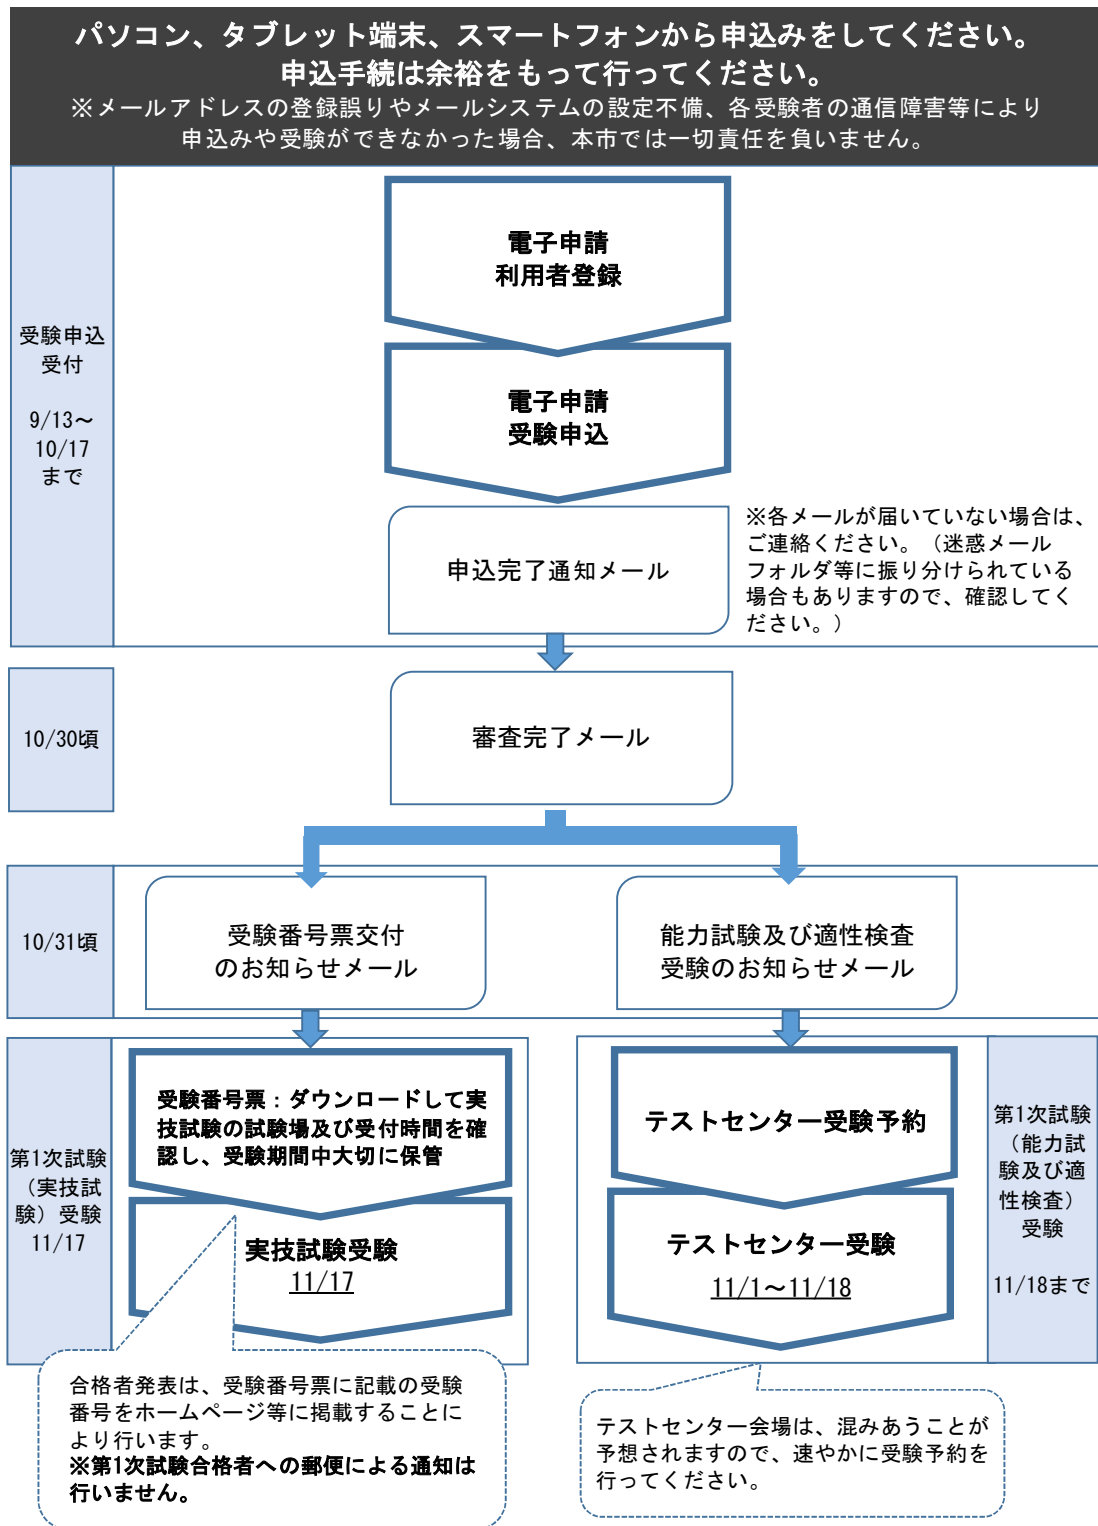 パソコン、タブレット端末、スマートフォンから申込みをしてください。
申込手続は余裕をもって行ってください。
※メールアドレスの登録誤りやメールシステムの設定不備、各受験者の通信障害等により
申込みや受験ができなかった場合、本市では一切責任を負いません。
受験申込
受付
9/13～
10/17
まで
電子申請
利用者登録
電子申請
受験申込
申込完了通知メール
※各メールが届いていない場合は、
ご連絡ください。（迷惑メール
フォルダ等に振り分けられている
場合もありますので、確認してく
ださい。）
10/30頃
審査完了メール
10/31頃
受験番号票交付
のお知らせメール
能力試験及び適性検査
受験のお知らせメール
第1次試験
（実技試
験）受験
11/17
受験番号票：ダウンロードして実
技試験の試験場及び受付時間を確
認し、受験期間中大切に保管
実技試験受験
11/17
テストセンター受験予約
テストセンター受験
11/1～11/18
第1次試験
（能力試
験及び適
性検査）
受験
11/18まで
合格者発表は、受験番号票に記載の受験
番号をホームページ等に掲載することに
より行います。
※第1次試験合格者への郵便による通知は
行いません。
テストセンター会場は、混みあうことが
予想されますので、速やかに受験予約を
行ってください。